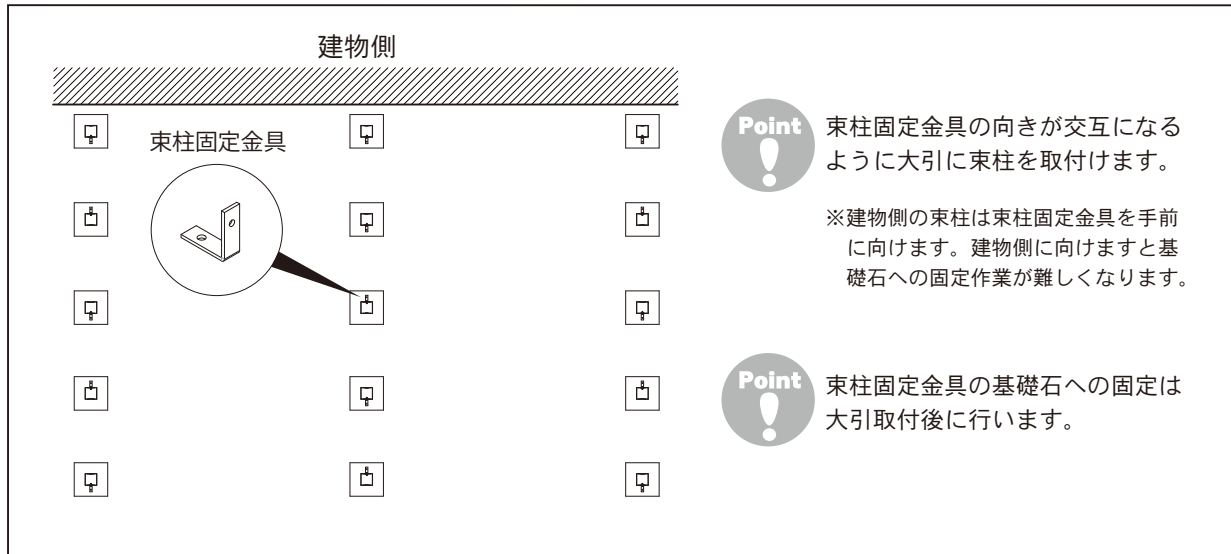 建物側
束柱固定金具
Point
束柱固定金具の向きが交互になる
ように大引に束柱を取付けます。
※建物側の束柱は束柱固定金具を手前
に向けます。建物側に向けますと基
礎石への固定作業が難しくなります。
Point
束柱固定金具の基礎石への固定は
大引取付後に行います。